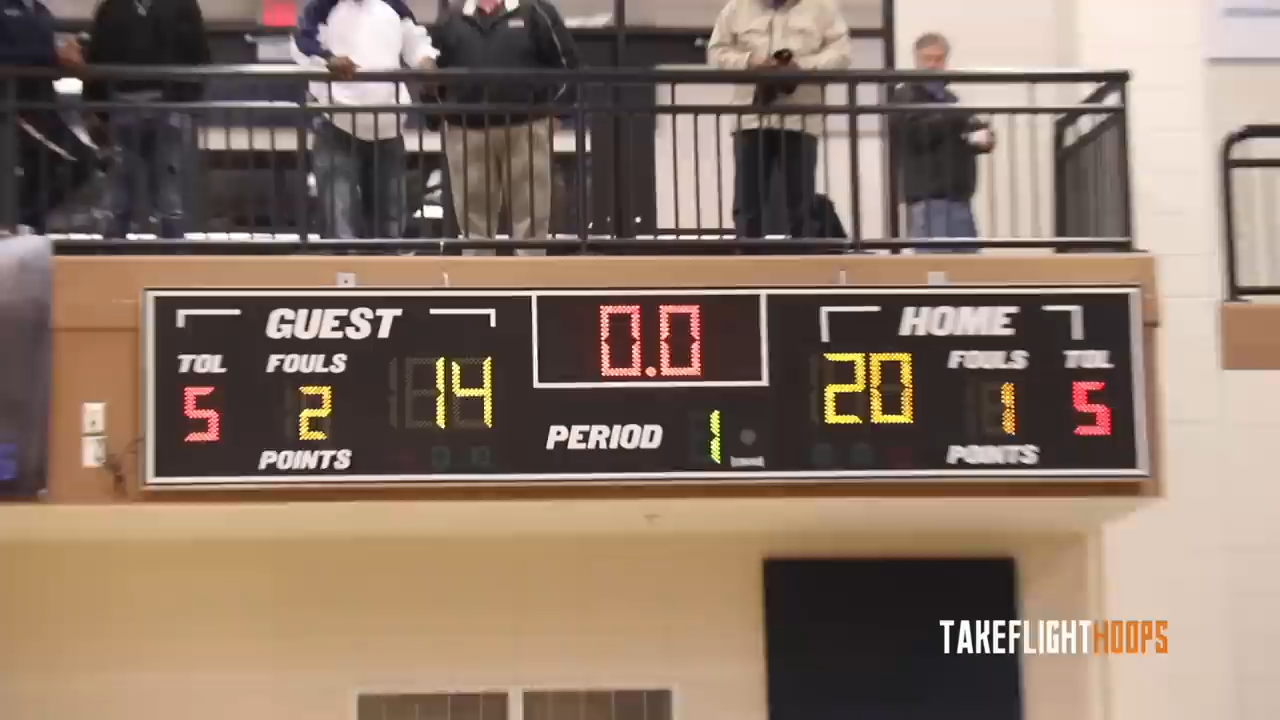 GUEST
TOL FOULS
5 2 14
POINTS
0.0
PERIOD 1
HOME
FOULS TOL
20 1 5
POINTS
TAKEFLIGHTHOOPS